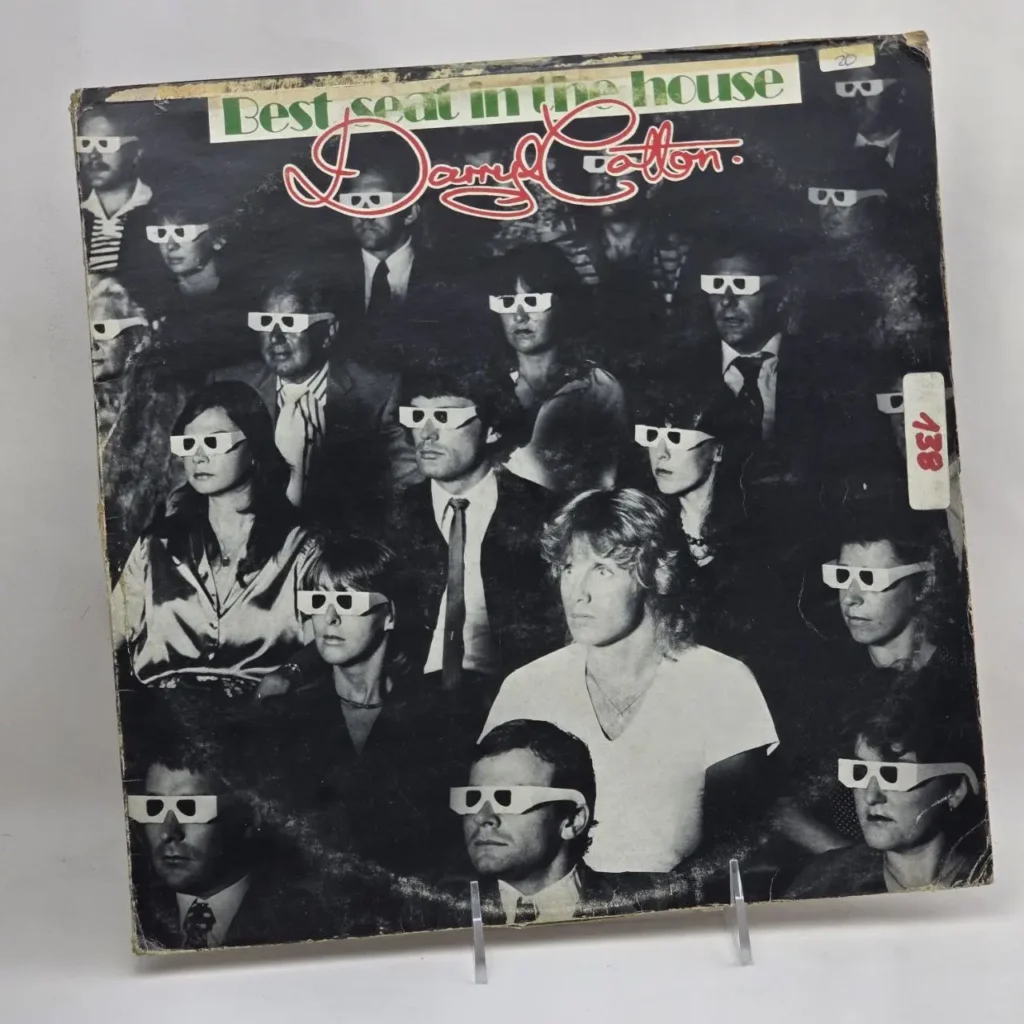 20
Best seat in the house
Darryl Cotton.
138